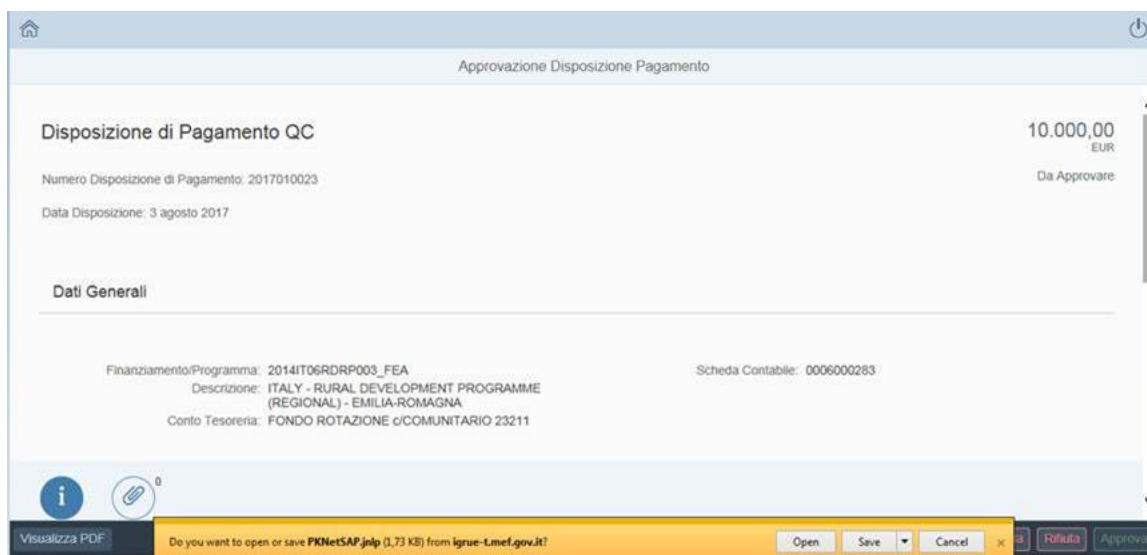 Approvazione Disposizione Pagamento
Disposizione di Pagamento QC
10.000,00
EUR
Numero Disposizione di Pagamento: 2017010023
Da Approvare
Data Disposizione: 3 agosto 2017
Dati Generali
Finanziamento/Programma: 2014IT06RDRP003_FEA
Scheda Contabile: 0006000283
Descrizione: ITALY - RURAL DEVELOPMENT PROGRAMME
(REGIONAL) - EMILIA-ROMAGNA
Conto Tesoreria: FONDO ROTAZIONE c/COMUNITARIO 23211
i
0
Visualizza PDF
Do you want to open or save PKNetSAP.jnlp (1,73 KB) from igrue-t.mef.gov.it?
Open
Save
Cancel
Rifiuta